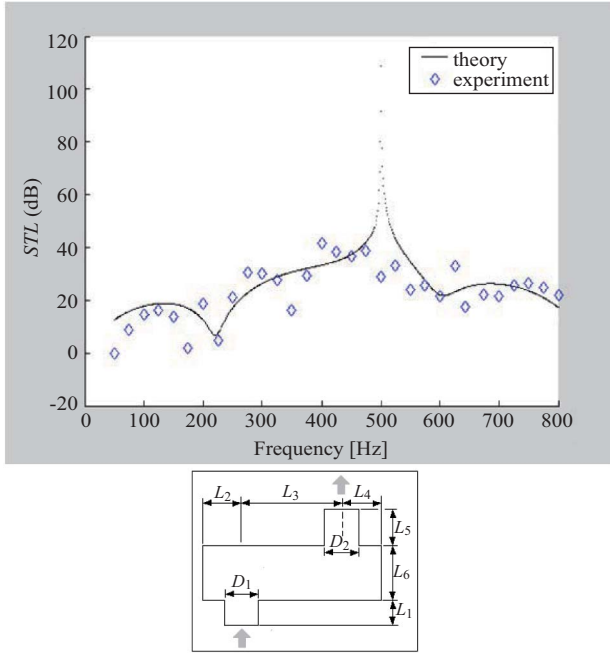 120
100
80
60
40
20
0
-20
STL (dB)
theory
experiment
0 100 200 300 400 500 600 700 800
Frequency [Hz]
L2 L3 L4
L5
D2
L6
D1
L1